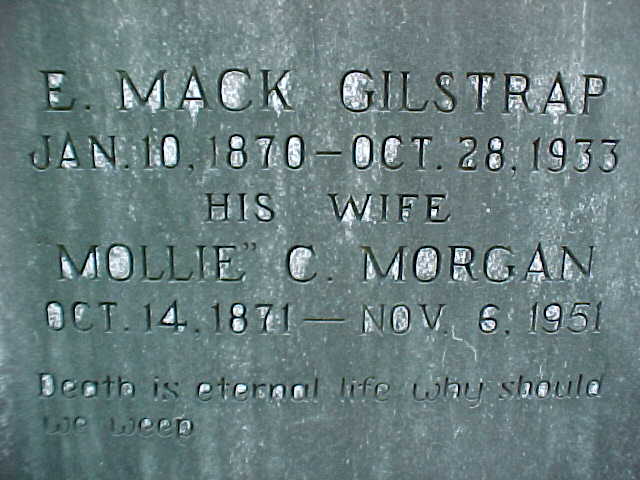 E. MACK GILSTRAP
JAN. 10, 1870 — OCT. 28, 1933
HIS WIFE
"MOLLIE" C. MORGAN
OCT. 14, 1871 — NOV. 6, 1951
Death is eternal life why should
we weep